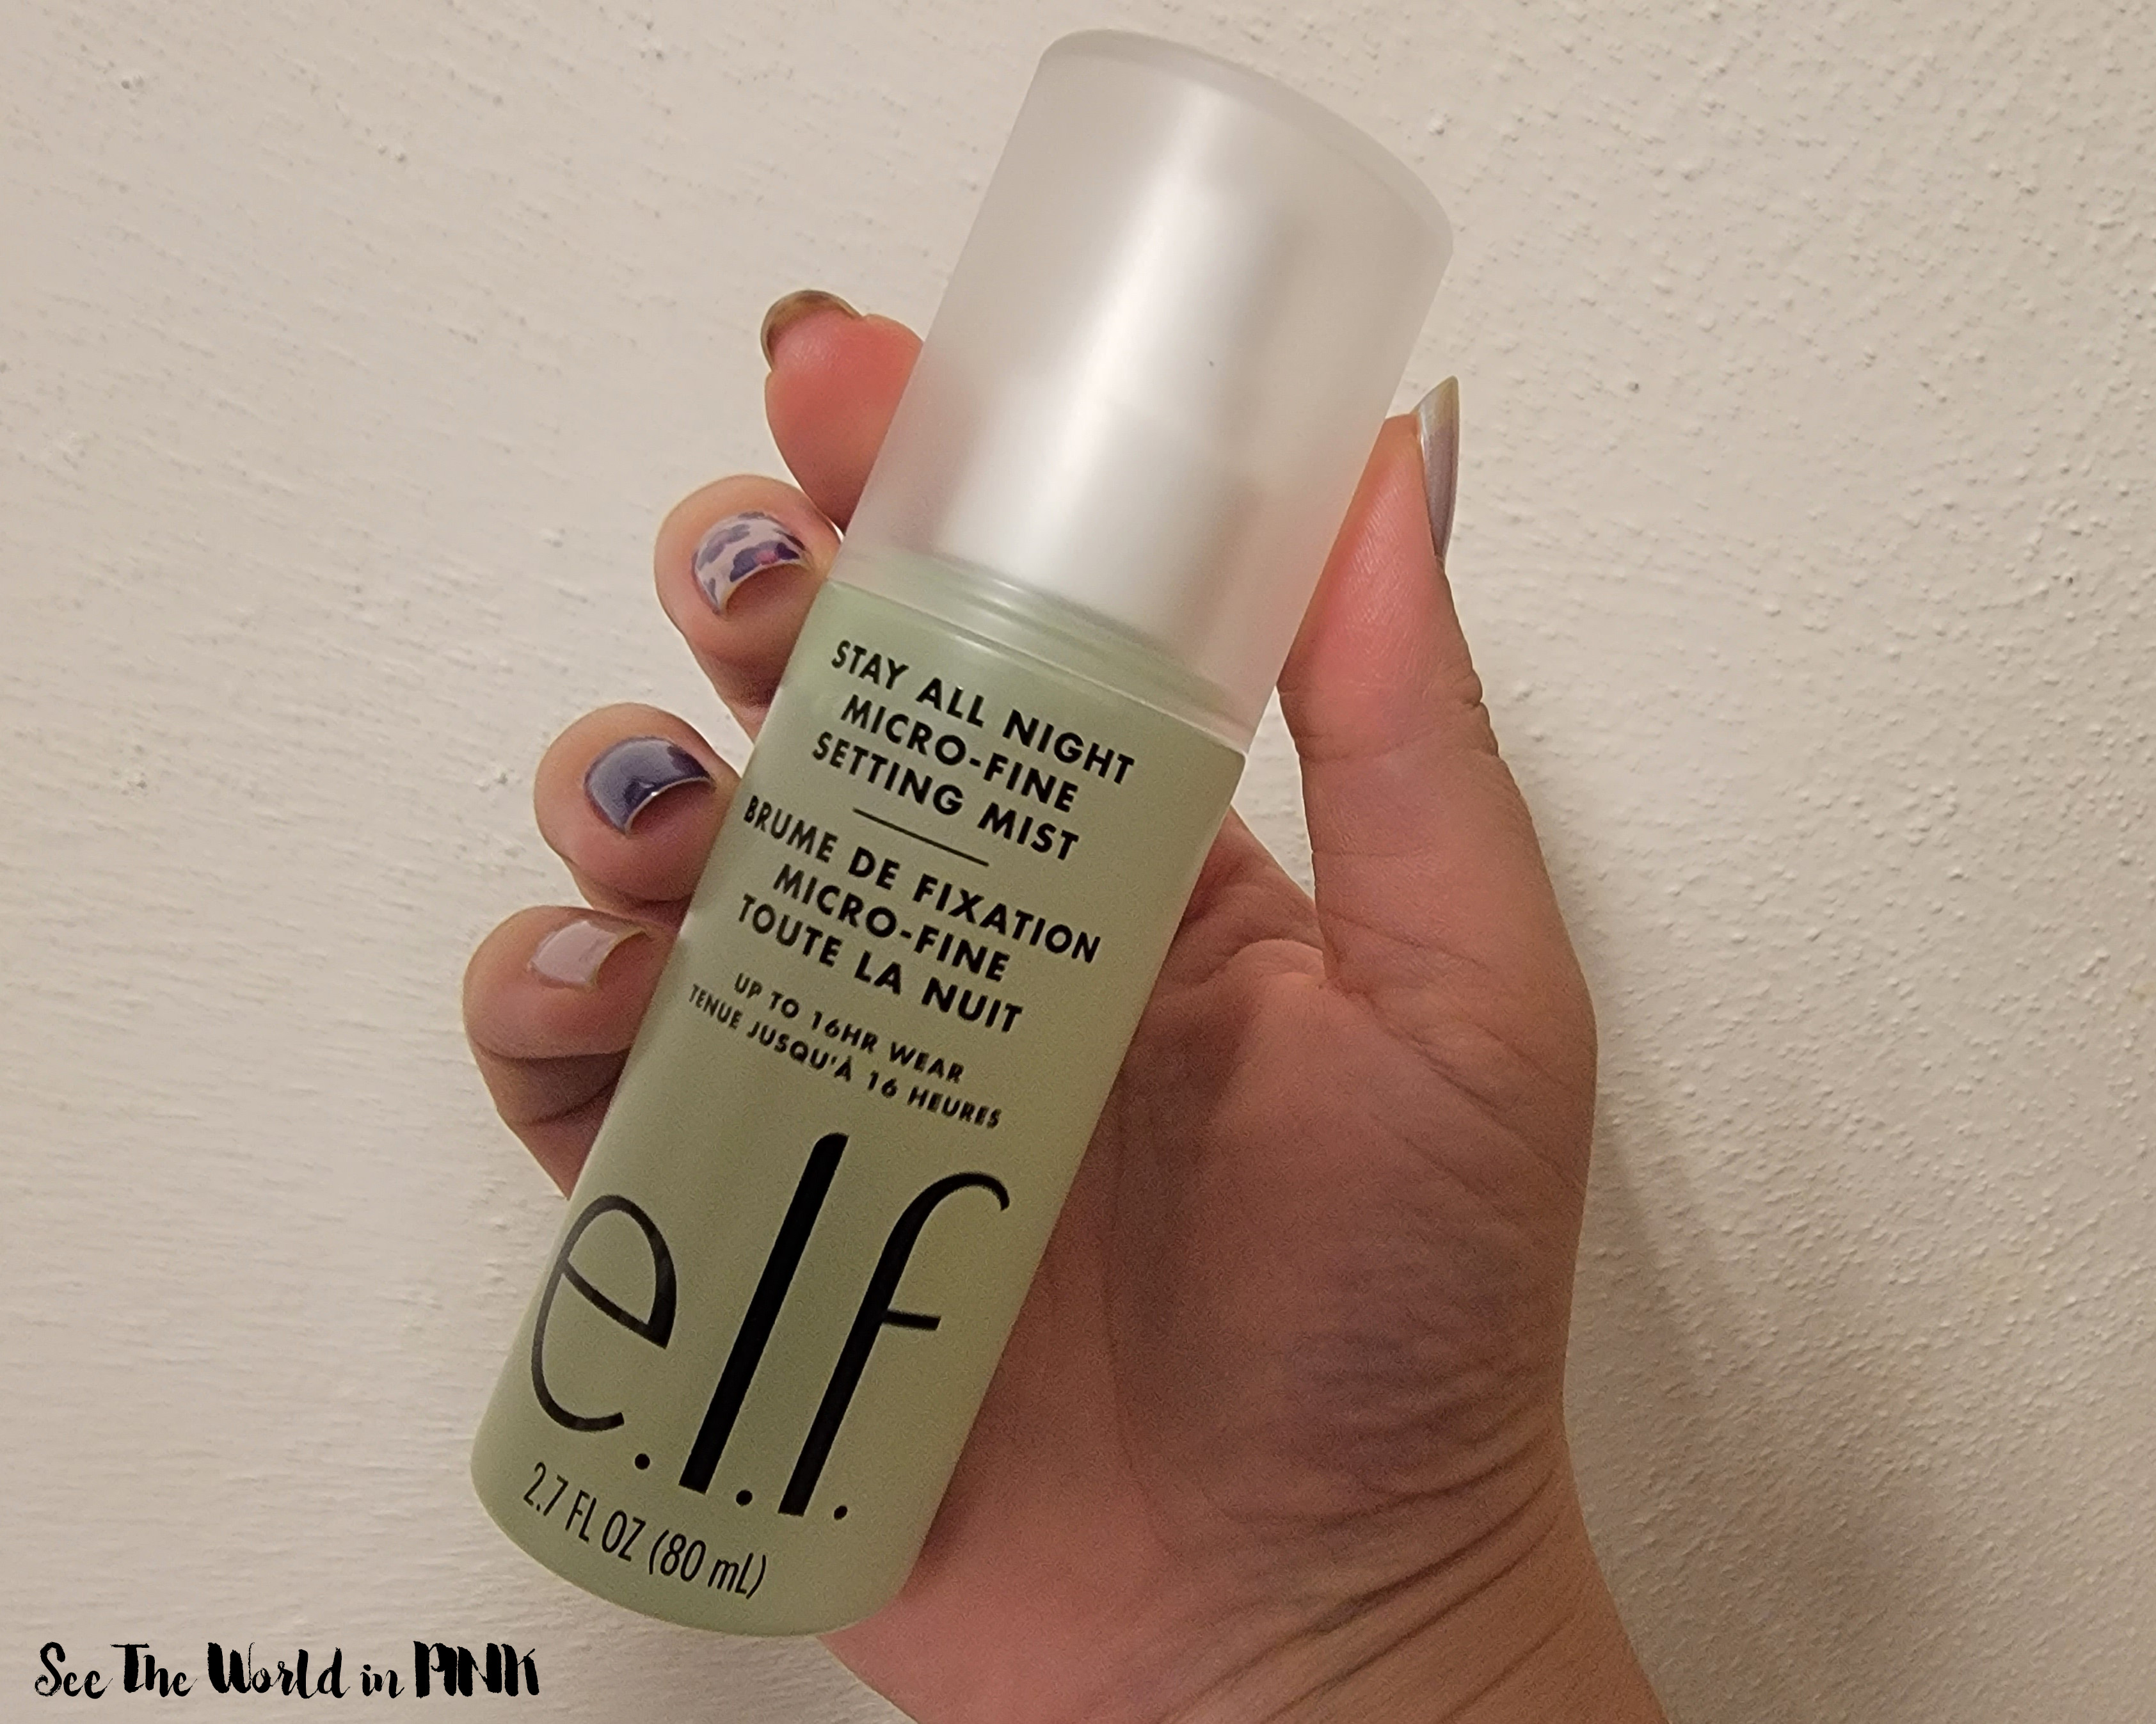 STAY ALL NIGHT
MICRO-FINE
SETTING MIST
BRUME DE FIXATION
MICRO-FINE
TOUTE LA NUIT
UP TO 16HR WEAR
TENUE JUSQU'À 16 HEURES
e.l.f.
2.7 FL OZ (80 mL)
See The World in PINK